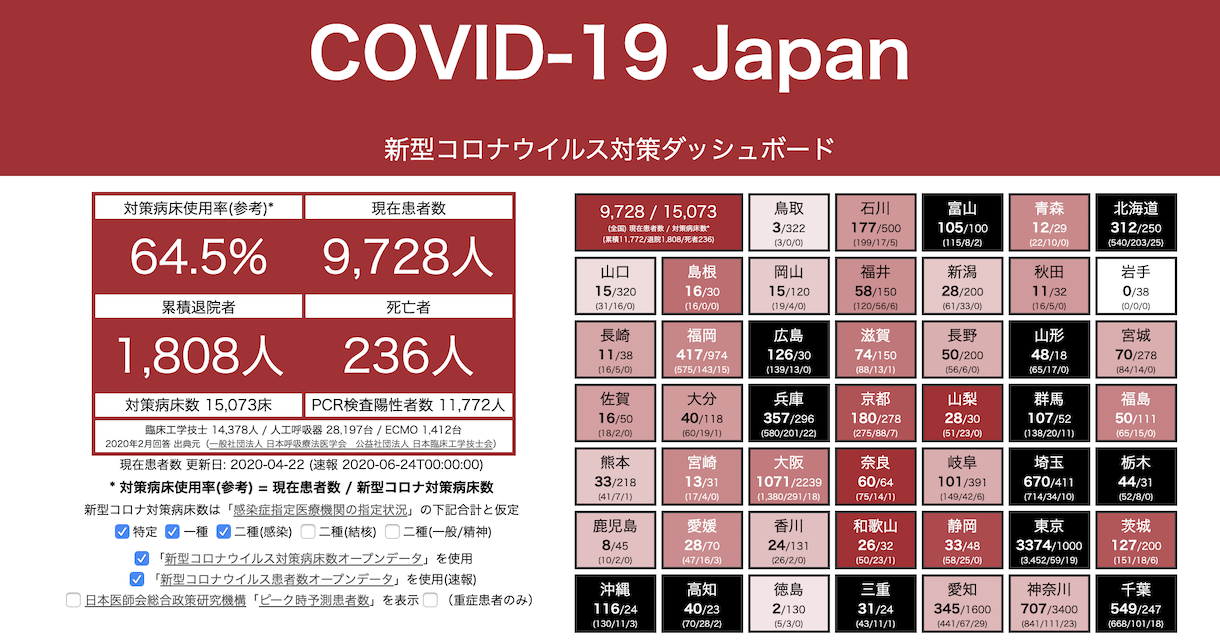 COVID-19 Japan
新型コロナウイルス対策ダッシュボード
対策病床使用率(参考)* 現在患者数
64.5% 9,728人
累積退院者 死亡者
1,808人 236人
対策病床数 15,073床 PCR検査陽性者数 11,772人
臨床工学技士 14,378人 / 人工呼吸器 28,197台 / ECMO 1,412台
2020年2月回答 出典元 (一般社団法人 日本呼吸療法医学会 公益社団法人 日本臨床工学技士会)
現在患者数 更新日: 2020-04-22 (速報 2020-06-24T00:00:00)
* 対策病床使用率(参考) = 現在患者数 / 新型コロナ対策病床数
新型コロナ対策病床数は「感染症指定医療機関の指定状況」の下記合計と仮定
特定 一種 二種(感染) 二種(結核) 二種(一般/精神)
「新型コロナウイルス対策病床数オープンデータ」を使用
「新型コロナウイルス患者数オープンデータ」を使用(速報)
日本医師会総合政策研究機構「ピーク時予測患者数」を表示 (重症患者のみ)
9,728 / 15,073
(全国) 現在患者数 / 対策病床数*
(累積11,772/退院1,808/死者236)
鳥取 石川 富山 青森 北海道
3/322 177/500 105/100 12/29 312/250
(3/0/0) (199/17/5) (115/8/2) (22/10/0) (540/203/25)
山口 島根 岡山 福井 新潟 秋田 岩手
15/320 16/30 15/120 58/150 28/200 11/32 0/38
(31/16/0) (16/0/0) (19/4/0) (120/56/6) (61/33/0) (16/5/0) (0/0/0)
長崎 福岡 広島 滋賀 長野 山形 宮城
11/38 417/974 126/30 74/150 50/200 48/18 70/278
(16/5/0) (575/143/15) (139/13/0) (88/13/1) (56/6/0) (65/17/0) (84/14/0)
佐賀 大分 兵庫 京都 山梨 群馬 福島
16/50 40/118 357/296 180/278 28/30 107/52 50/111
(18/2/0) (60/19/1) (580/201/22) (275/88/7) (51/23/0) (138/20/11) (65/15/0)
熊本 宮崎 大阪 奈良 岐阜 埼玉 栃木
33/218 13/31 1071/2239 60/64 101/391 670/411 44/31
(41/7/1) (17/4/0) (1,380/291/18) (75/14/1) (149/42/6) (714/34/10) (52/8/0)
鹿児島 愛媛 香川 和歌山 静岡 東京 茨城
8/45 28/70 24/131 26/32 33/48 3374/1000 127/200
(10/2/0) (47/16/3) (26/2/0) (50/23/1) (58/25/0) (3,452/59/19) (151/18/6)
沖縄 高知 徳島 三重 愛知 神奈川 千葉
116/24 40/23 2/130 31/24 345/1600 707/3400 549/247
(130/11/3) (70/28/2) (5/3/0) (43/11/1) (441/67/29) (841/111/23) (668/101/18)